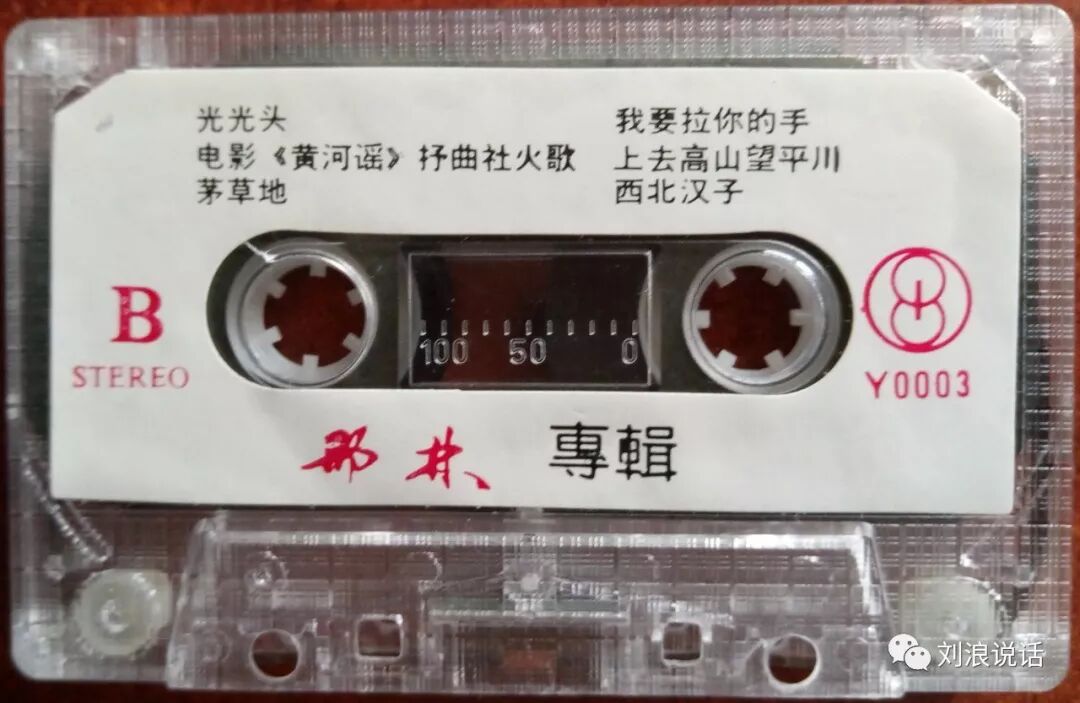 光光头
电影《黄河谣》抒曲社火歌
茅草地
我要拉你的手
上去高山望平川
西北汉子
B
STEREO
100 50 0
Y0003
那林 專輯
刘浪说话